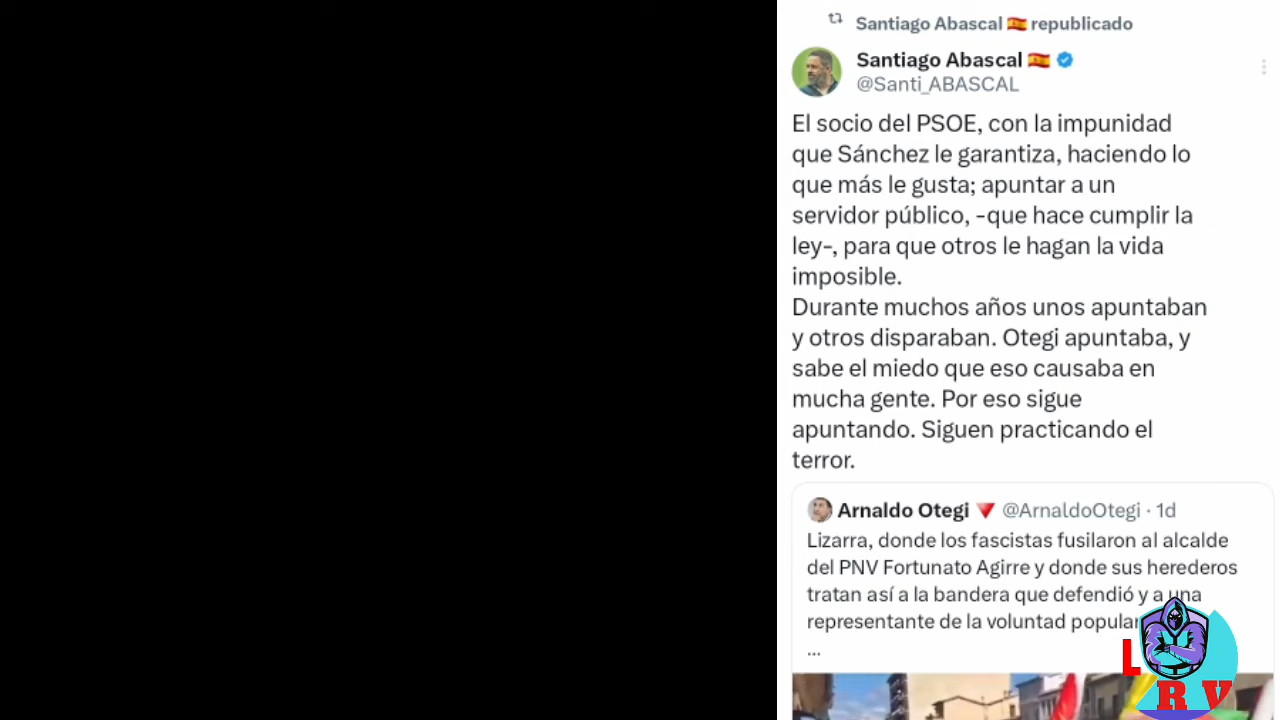 Santiago Abascal 🇪🇸 republicado
Santiago Abascal 🇪🇸
@Santi_ABASCAL
El socio del PSOE, con la impunidad
que Sánchez le garantiza, haciendo lo
que más le gusta; apuntar a un
servidor público, -que hace cumplir la
ley-, para que otros le hagan la vida
imposible.
Durante muchos años unos apuntaban
y otros disparaban. Otegi apuntaba, y
sabe el miedo que eso causaba en
mucha gente. Por eso sigue
apuntando. Siguen practicando el
terror.
Arnaldo Otegi 🔻 @ArnaldoOtegi · 1d
Lizarra, donde los fascistas fusilaron al alcalde
del PNV Fortunato Agirre y donde sus herederos
tratan así a la bandera que defendió y a una
representante de la voluntad popular
...
L
R V